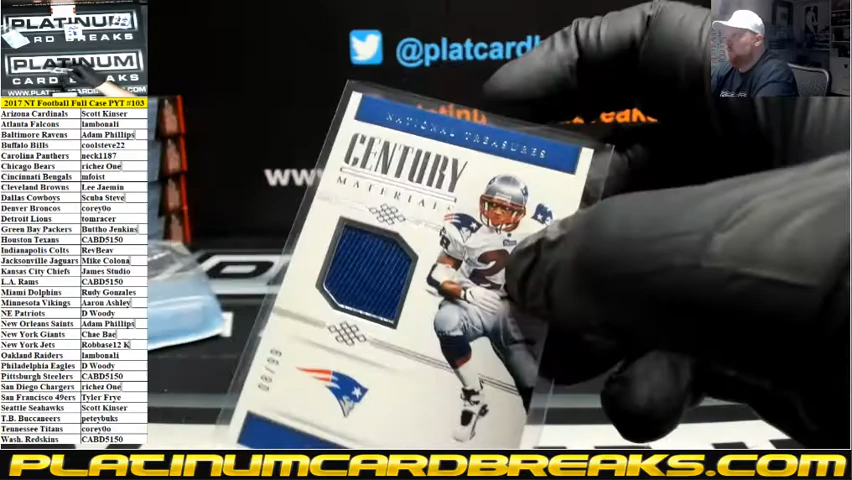 PLATINUM
CARD BREAKS
PLATINUM
CARD BREAKS
2017 NT Football Full Case PYT #103
Arizona Cardinals Scott Kinser
Atlanta Falcons lambonali
Baltimore Ravens Adam Phillips
Buffalo Bills coolsteve22
Carolina Panthers neck1187
Chicago Bears richez One
Cincinnati Bengals mfoist
Cleveland Browns Lee Jaemin
Dallas Cowboys Scuba Steve
Denver Broncos corey0o
Detroit Lions tomracer
Green Bay Packers Buttho Jenkins
Houston Texans CABD5150
Indianapolis Colts RevBeav
Jacksonville Jaguars Mike Colona
Kansas City Chiefs James Studio
L.A. Rams CABD5150
Miami Dolphins Rudy Gonzales
Minnesota Vikings Aaron Ashley
NE Patriots D Woody
New Orleans Saints Adam Phillips
New York Giants Chae Bae
New York Jets Robbase12 K
Oakland Raiders lambonali
Philadelphia Eagles D Woody
Pittsburgh Steelers CABD5150
San Diego Chargers richez One
San Francisco 49ers Tyler Frye
Seattle Seahawks Scott Kinser
T.B. Buccaneers peteybuks
Tennessee Titans corey0o
Wash. Redskins CABD5150
@platcardb
www
NATIONAL TREASURES
CENTURY
MATERIALS
08/99
PLATINUMCARDBREAKS.COM